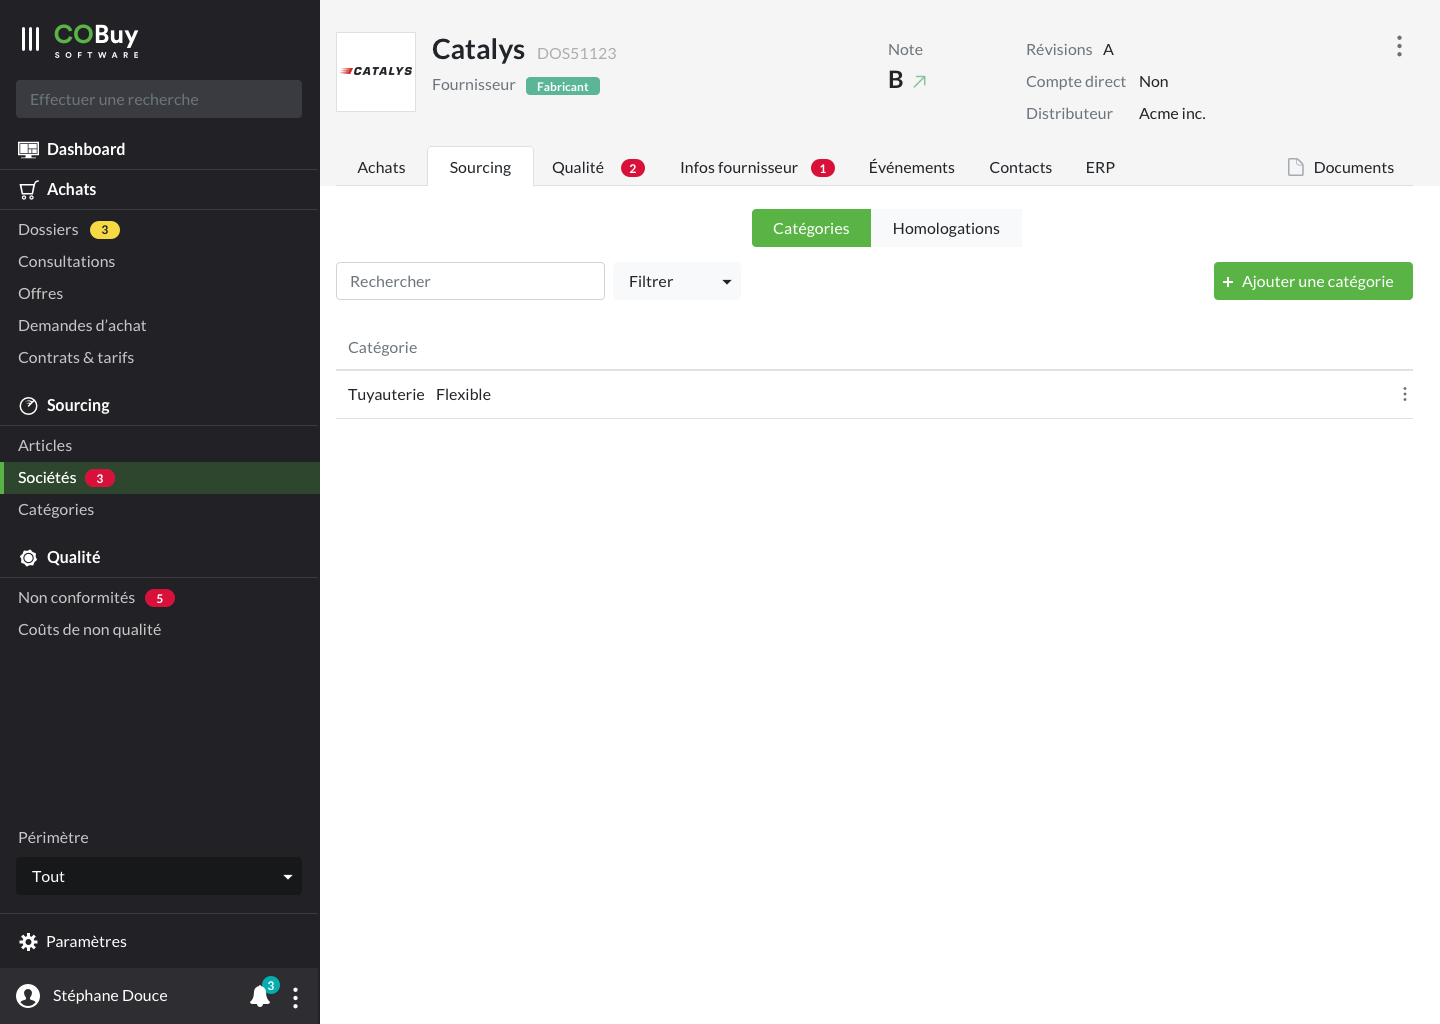 COBuy
SOFTWARE
Effectuer une recherche
Dashboard
Achats
Dossiers 3
Consultations
Offres
Demandes d’achat
Contrats & tarifs
Sourcing
Articles
Sociétés 3
Catégories
Qualité
Non conformités 5
Coûts de non qualité
Périmètre
Tout
Paramètres
Stéphane Douce 3
CATALYS
Catalys DOS51123
Fournisseur Fabricant
Note
B
Révisions A
Compte direct Non
Distributeur Acme inc.
Achats Sourcing Qualité 2 Infos fournisseur 1 Événements Contacts ERP Documents
Catégories Homologations
Rechercher Filtrer + Ajouter une catégorie
Catégorie
Tuyauterie Flexible